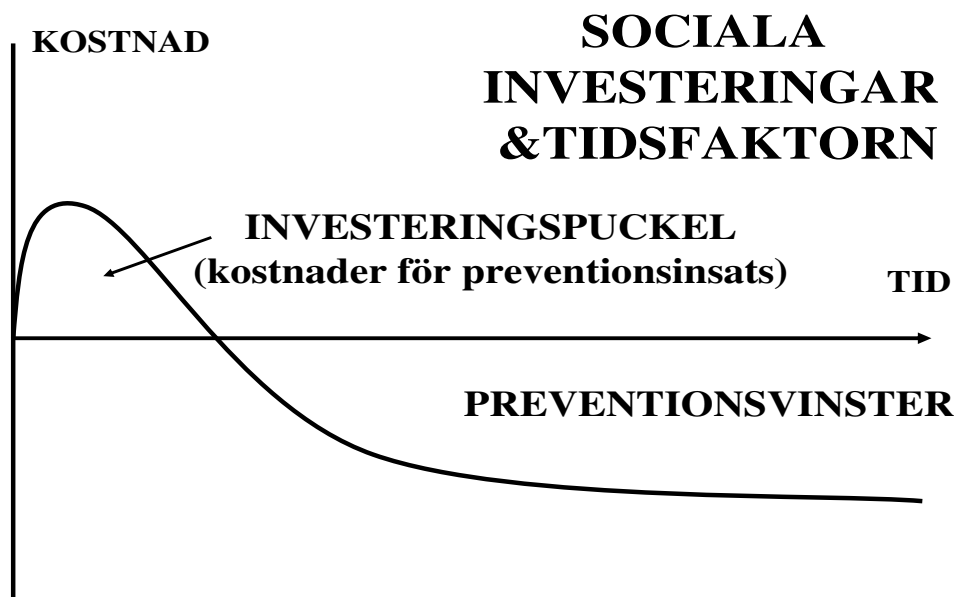 KOSTNAD
SOCIALA
INVESTERINGAR
&TIDSFAKTORN
INVESTERINGSPUCKEL
(kostnader för preventionsinsats)
TID
PREVENTIONSVINSTER